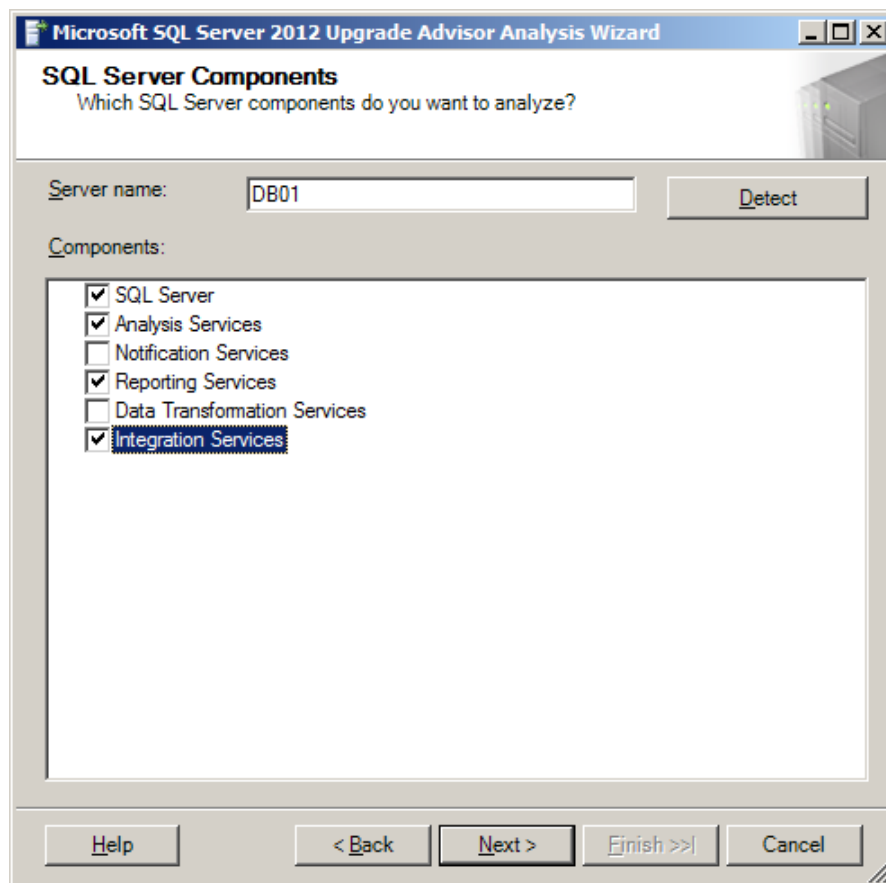 Microsoft SQL Server 2012 Upgrade Advisor Analysis Wizard
SQL Server Components
Which SQL Server components do you want to analyze?
Server name: DB01 Detect
Components:
SQL Server
Analysis Services
Notification Services
Reporting Services
Data Transformation Services
Integration Services
Help < Back Next > Finish >>| Cancel